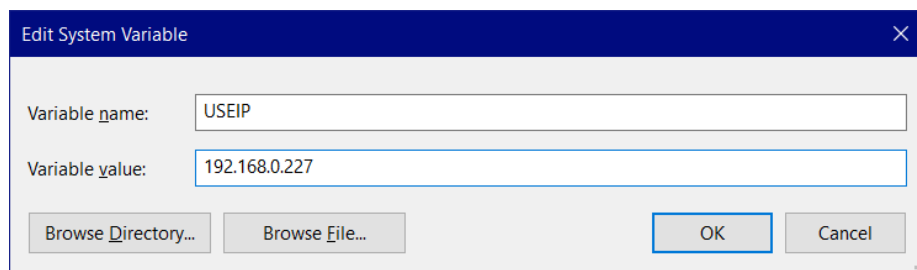 Edit System Variable
Variable name:
USEIP
Variable value:
192.168.0.227
Browse Directory...
Browse File...
OK
Cancel